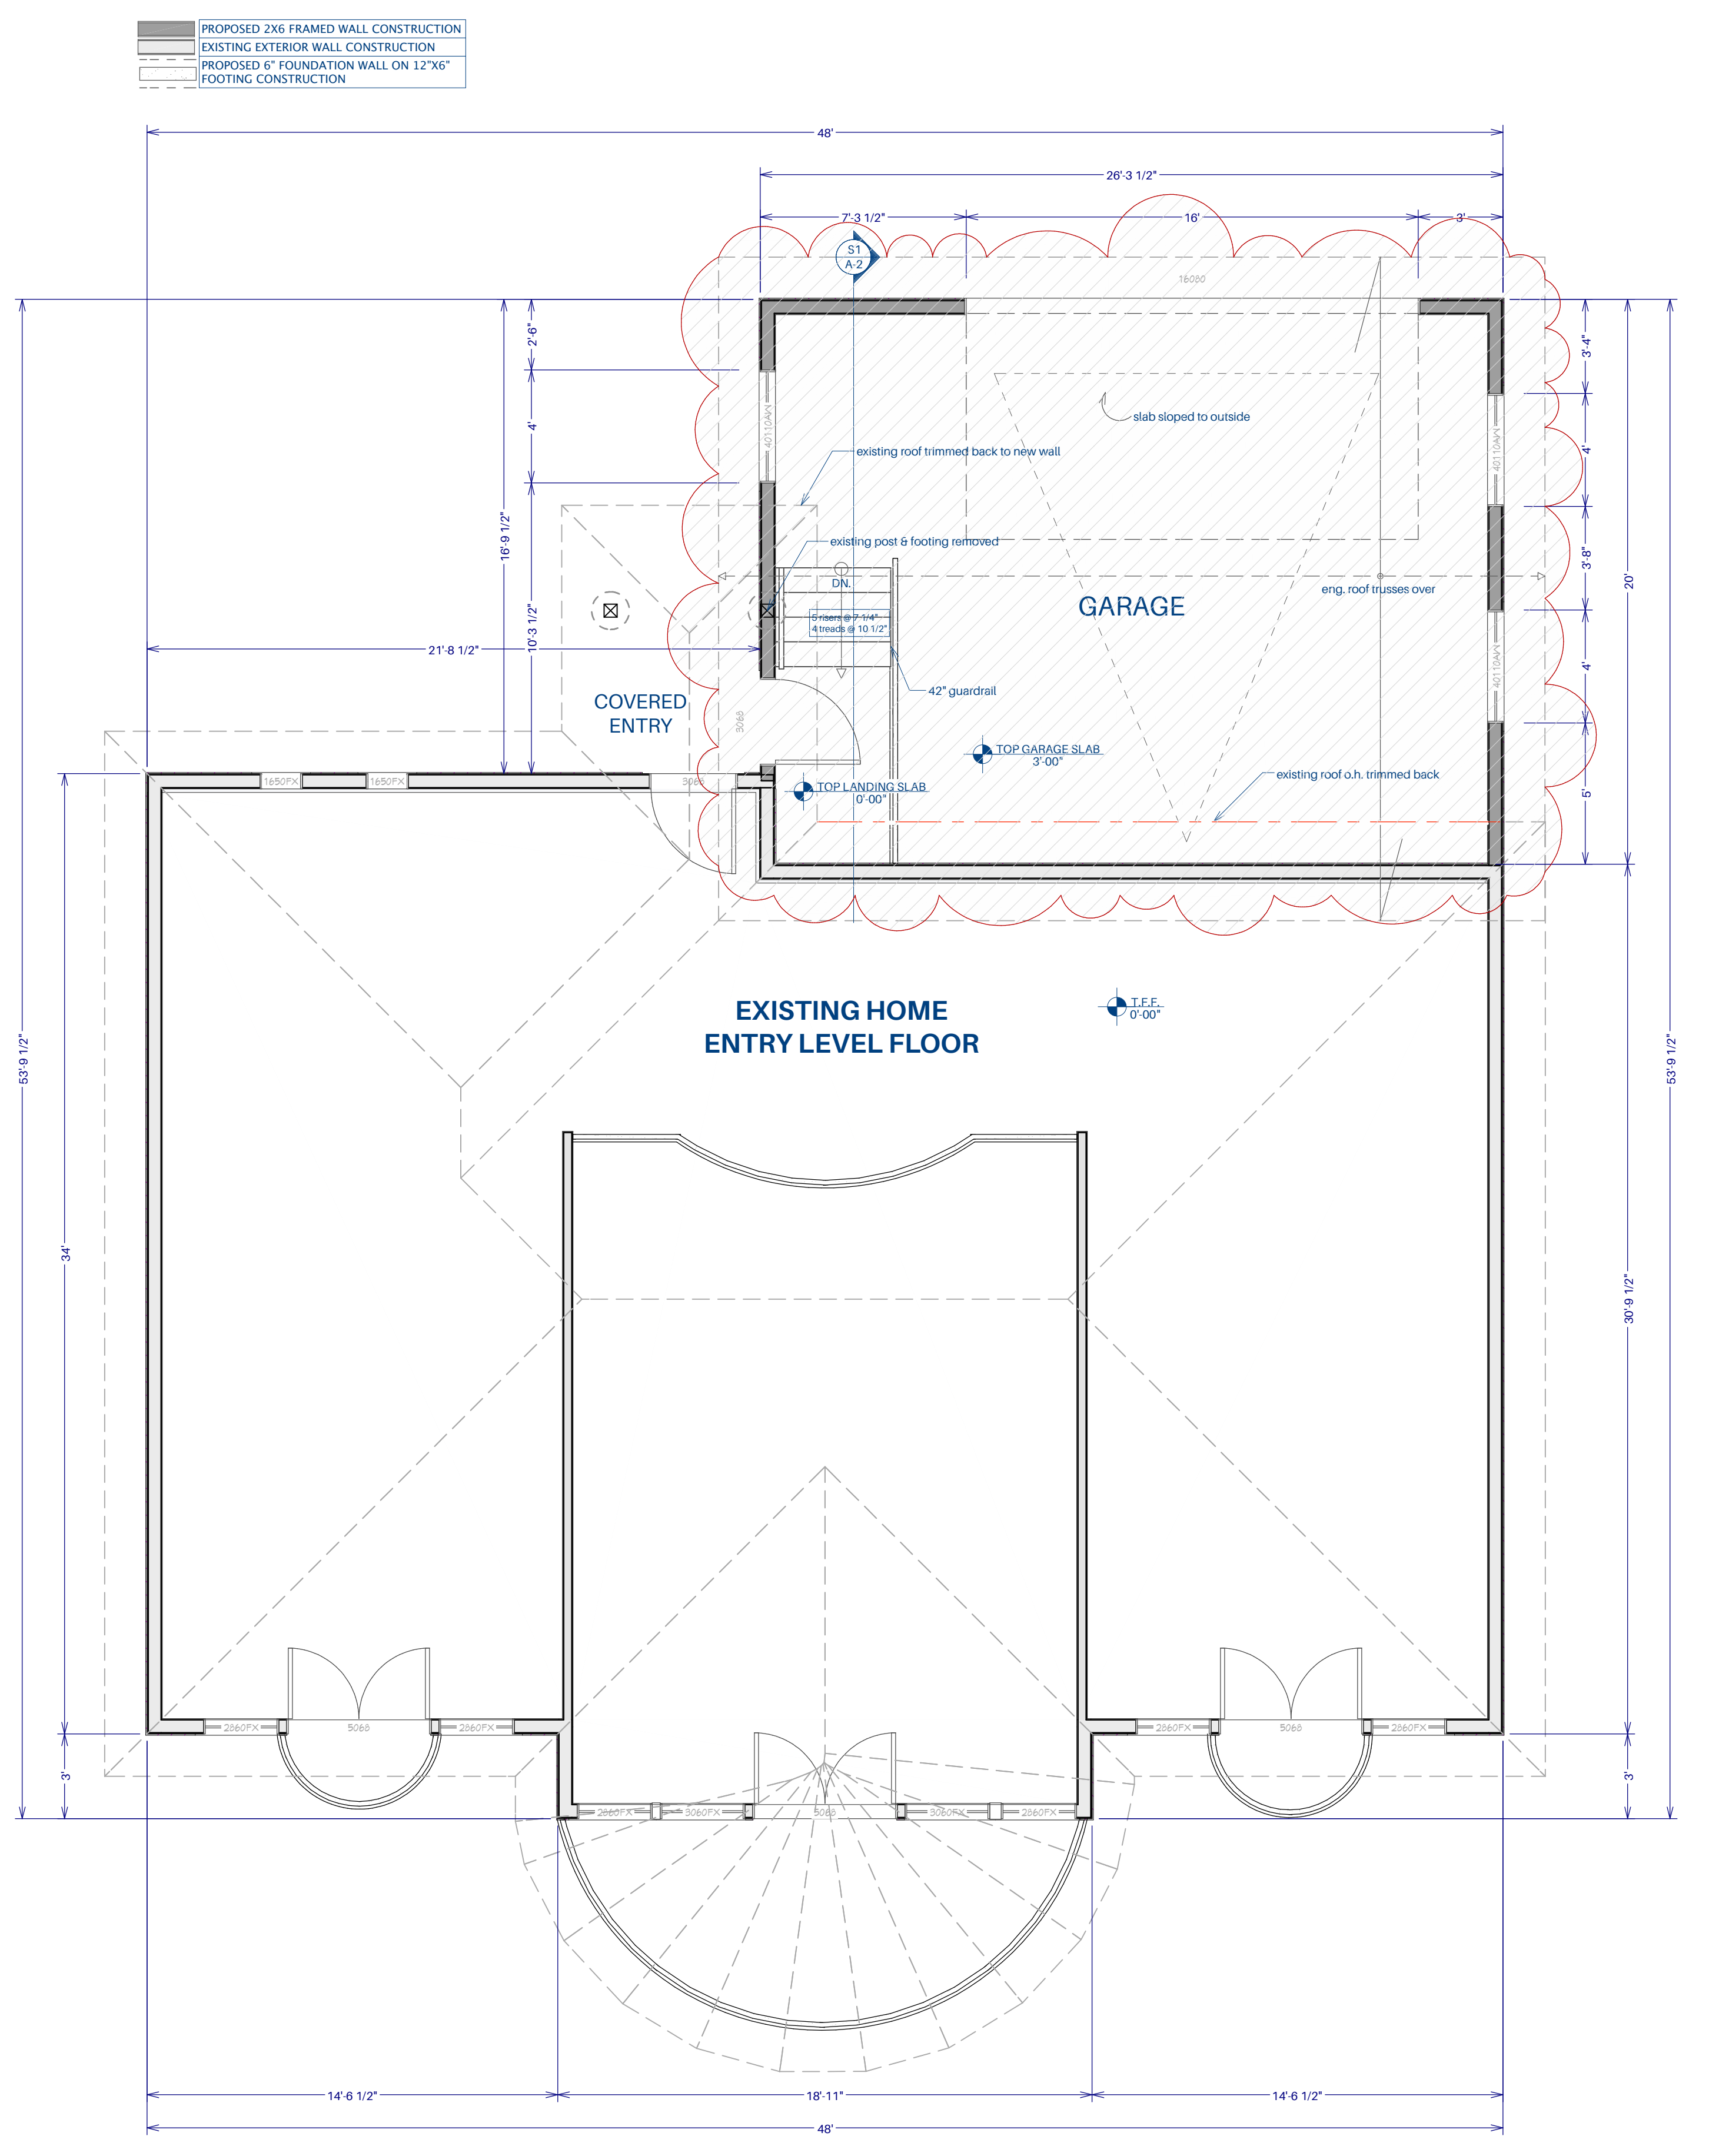 PROPOSED 2X6 FRAMED WALL CONSTRUCTION
EXISTING EXTERIOR WALL CONSTRUCTION
PROPOSED 6" FOUNDATION WALL ON 12"X6"
FOOTING CONSTRUCTION
48'
26'-3 1/2"
7'-3 1/2"
16'
3'
S1
A-2
16080
2'-6"
3'-4"
4'
40110AW
40110AW
4'
slab sloped to outside
existing roof trimmed back to new wall
16'-9 1/2"
existing post & footing removed
3'-8"
20'
DN.
eng. roof trusses over
GARAGE
5 risers @ 7 1/4"
4 treads @ 10 1/2"
10'-3 1/2"
21'-8 1/2"
40110AW
4'
42" guardrail
COVERED
ENTRY
3068
TOP GARAGE SLAB
3'-00"
1650FX
1650FX
3068
TOP LANDING SLAB
0'-00"
existing roof o.h. trimmed back
5'
EXISTING HOME
ENTRY LEVEL FLOOR
T.F.F.
0'-00"
53'-9 1/2"
53'-9 1/2"
34'
30'-9 1/2"
2860FX
5068
2860FX
2860FX
5068
2860FX
3'
3'
2860FX
3060FX
5068
3060FX
2860FX
14'-6 1/2"
18'-11"
14'-6 1/2"
48'